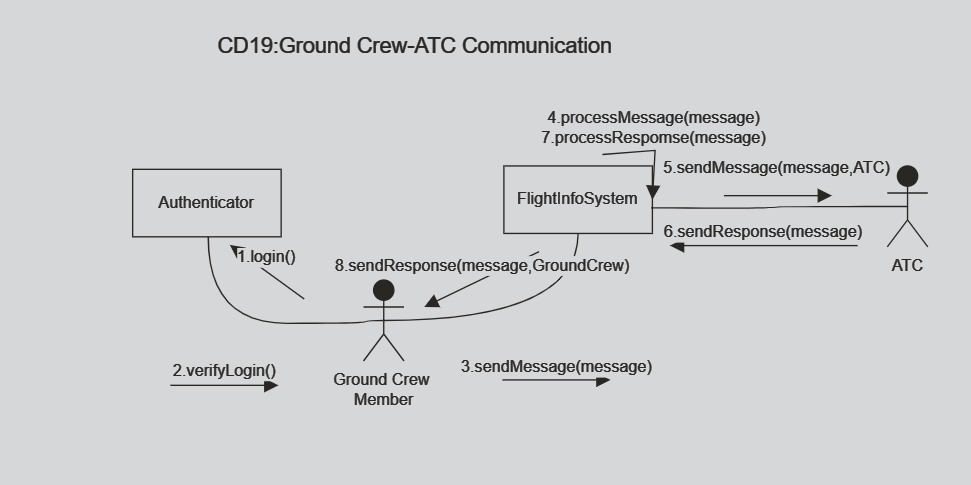 CD19:Ground Crew-ATC Communication
4.processMessage(message)
7.processRespomse(message)
5.sendMessage(message,ATC)
Authenticator
FlightInfoSystem
6.sendResponse(message)
1.login()
8.sendResponse(message,GroundCrew)
ATC
2.verifyLogin()
3.sendMessage(message)
Ground Crew
Member